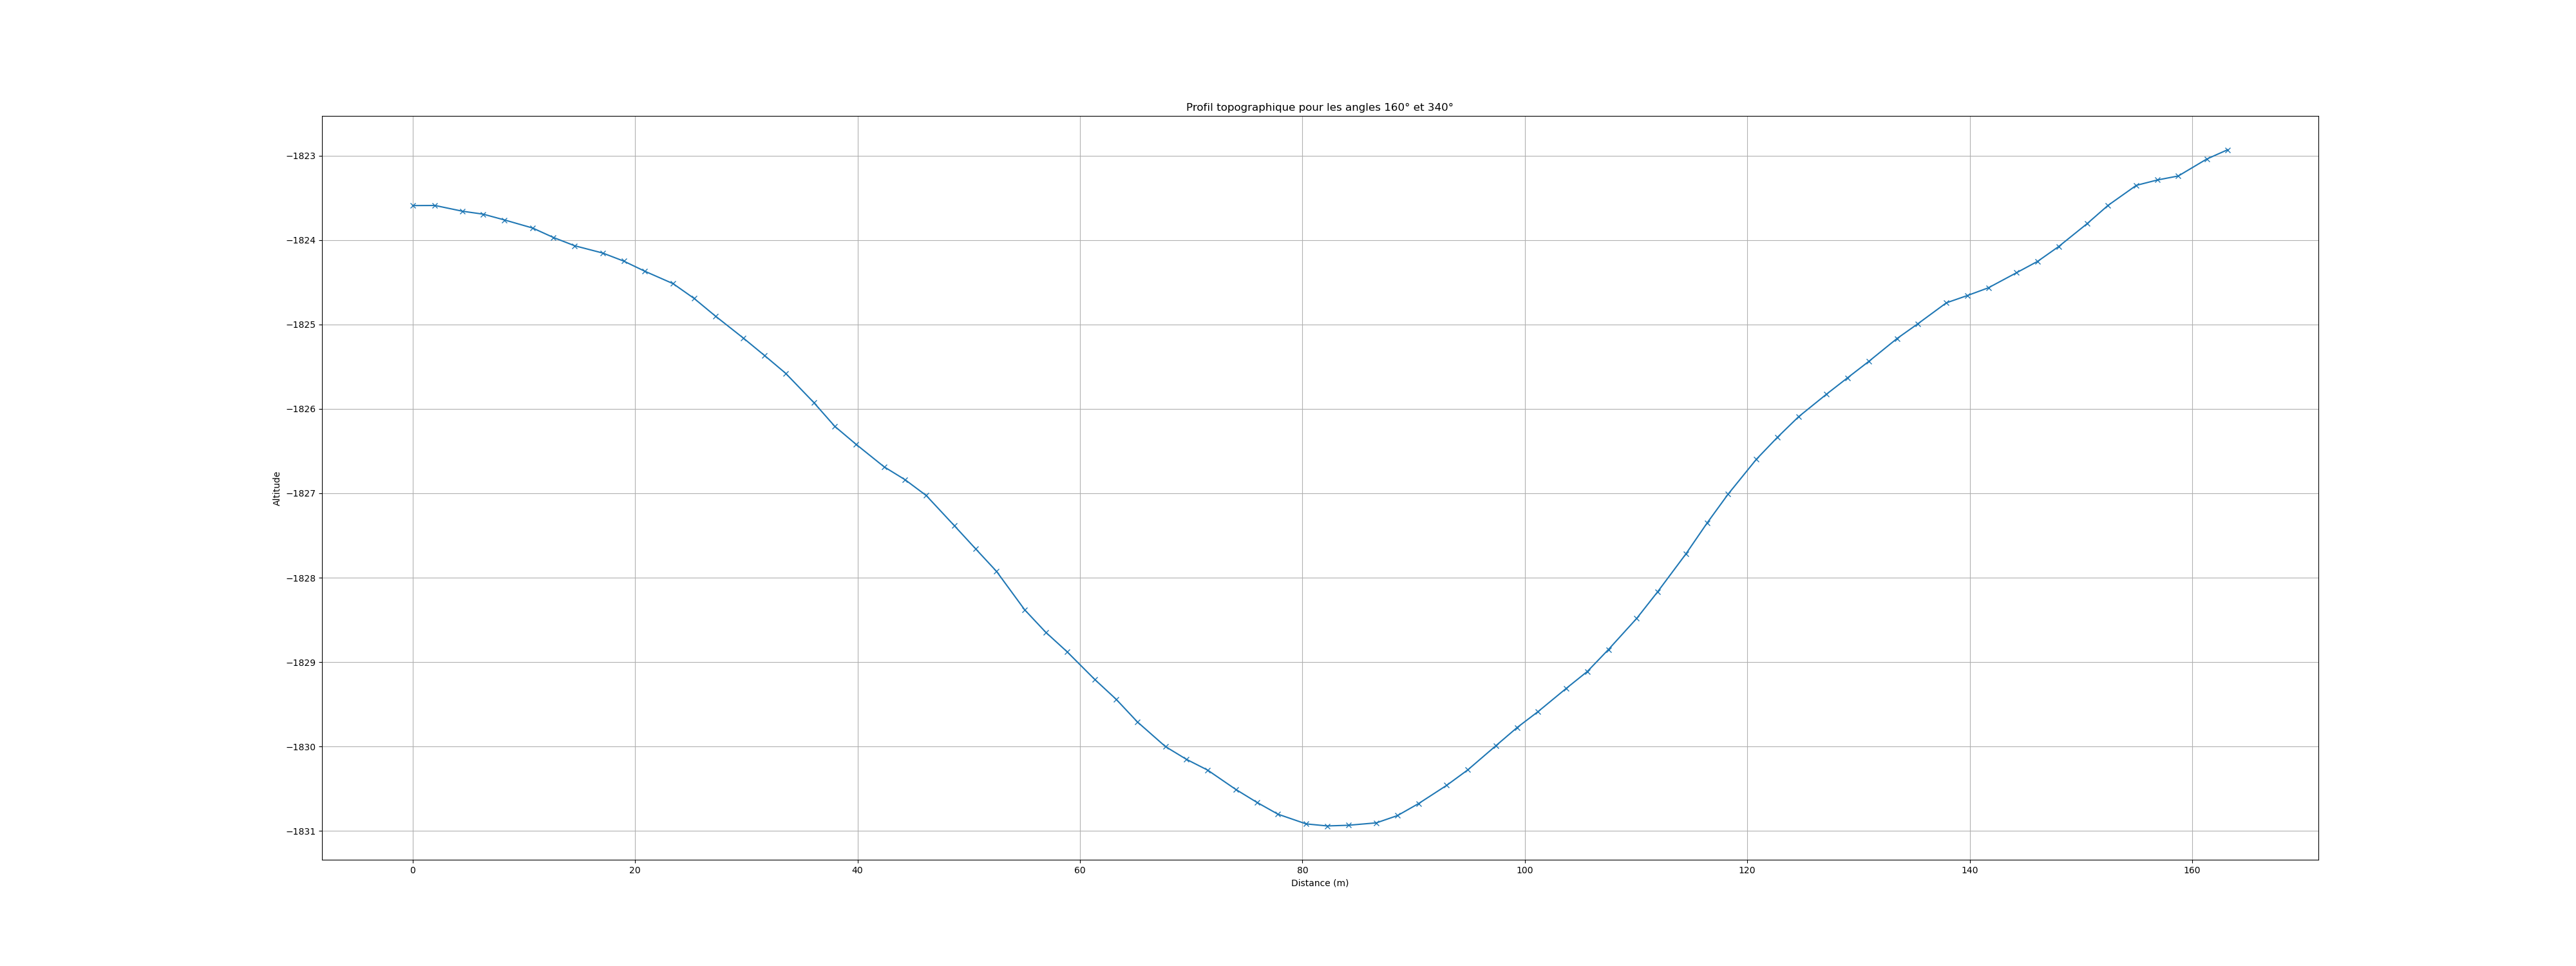 Profil topographique pour les angles 160° et 340°
−1823
−1824
−1825
−1826
−1827
−1828
−1829
−1830
−1831
Altitude
0 20 40 60 80 100 120 140 160
Distance (m)